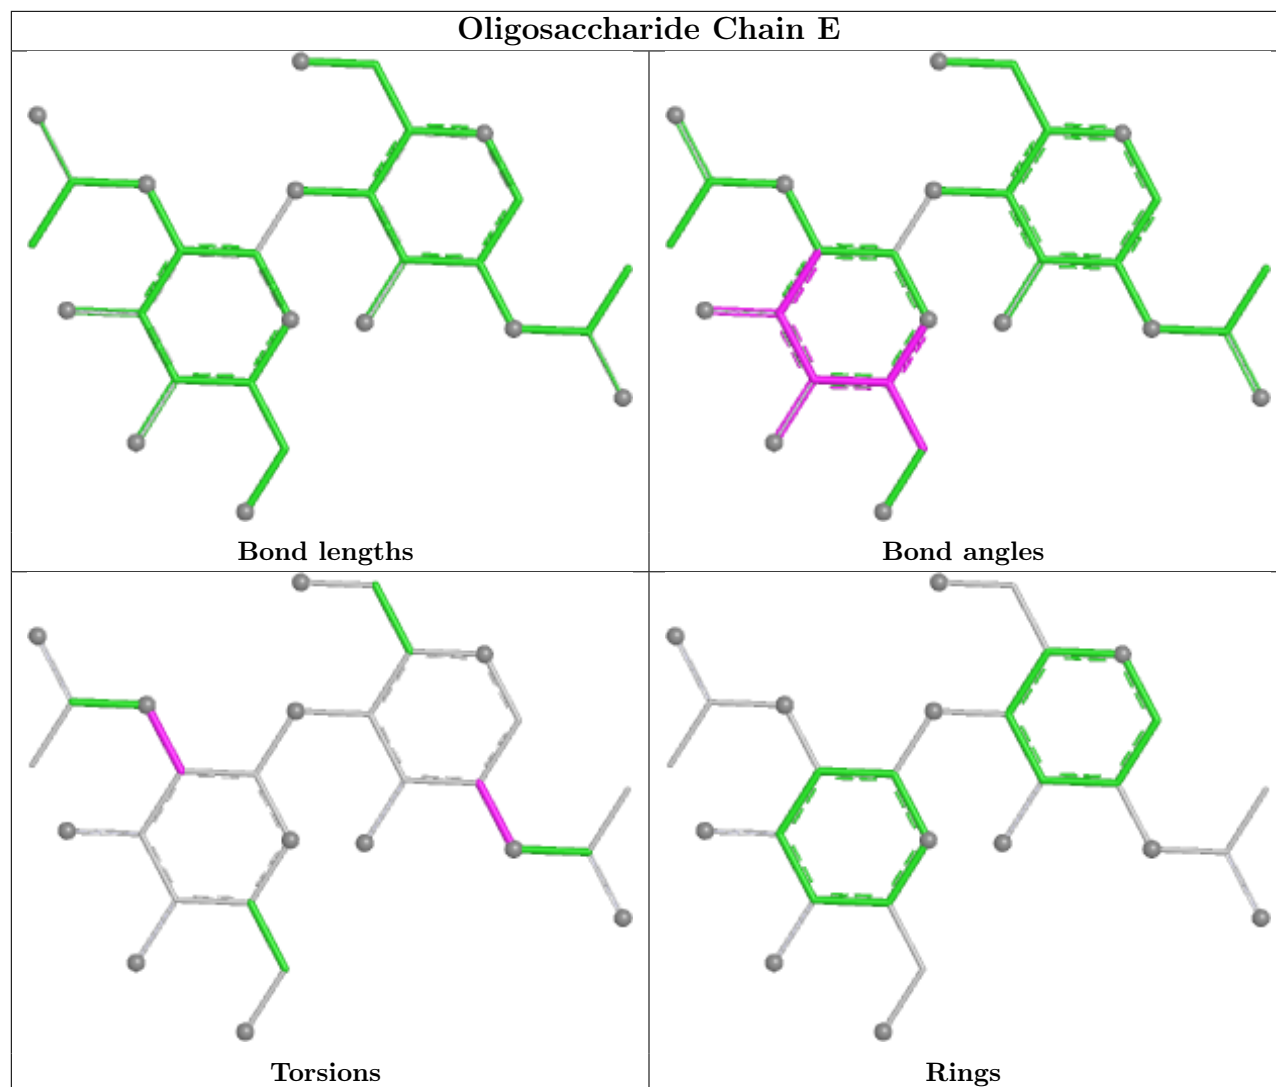 Oligosaccharide Chain E
Bond lengths
Bond angles
Torsions
Rings